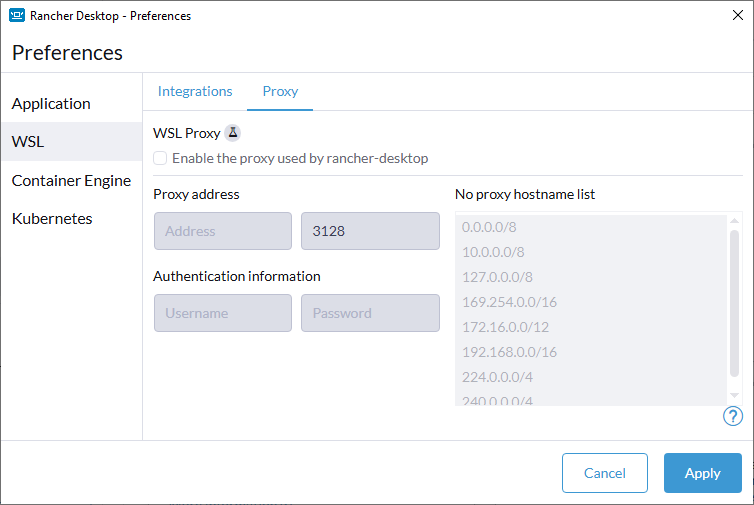 Rancher Desktop - Preferences
Preferences
Application
WSL
Container Engine
Kubernetes
Integrations
Proxy
WSL Proxy
Enable the proxy used by rancher-desktop
Proxy address
Address
3128
Authentication information
Username
Password
No proxy hostname list
0.0.0.0/8
10.0.0.0/8
127.0.0.0/8
169.254.0.0/16
172.16.0.0/12
192.168.0.0/16
224.0.0.0/4
240.0.0.0/4
?
Cancel
Apply